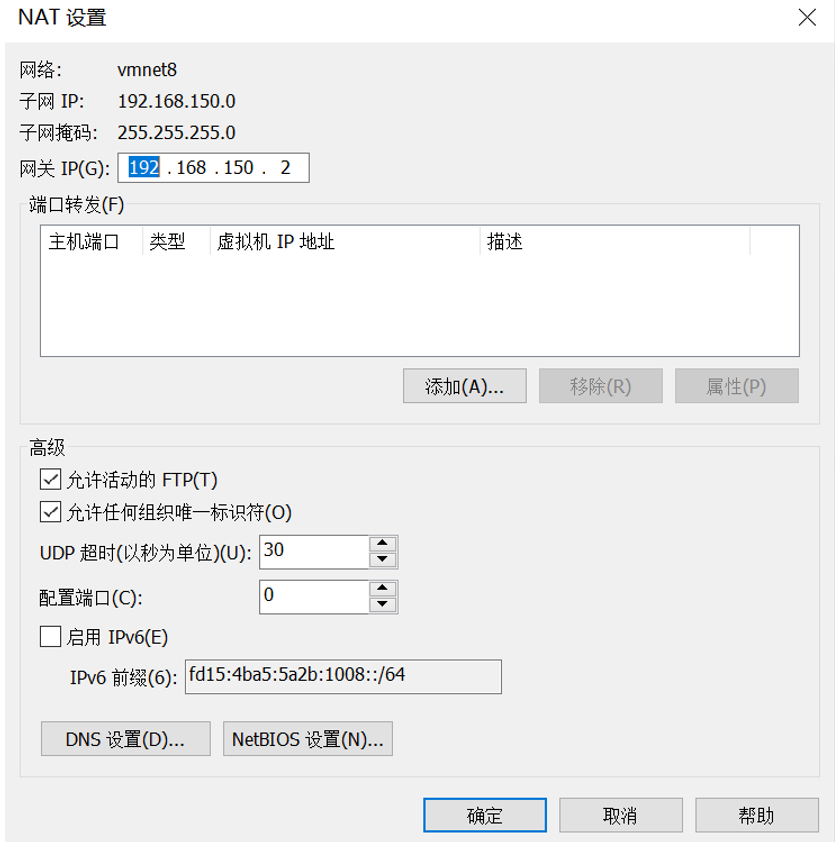 NAT 设置
网络: vmnet8
子网 IP: 192.168.150.0
子网掩码: 255.255.255.0
网关 IP(G): 192 . 168 . 150 . 2
端口转发(F)
主机端口 类型 虚拟机 IP 地址 描述
添加(A)... 移除(R) 属性(P)
高级
允许活动的 FTP(T)
允许任何组织唯一标识符(O)
UDP 超时(以秒为单位)(U): 30
配置端口(C): 0
启用 IPv6(E)
IPv6 前缀(6): fd15:4ba5:5a2b:1008::/64
DNS 设置(D)... NetBIOS 设置(N)...
确定 取消 帮助